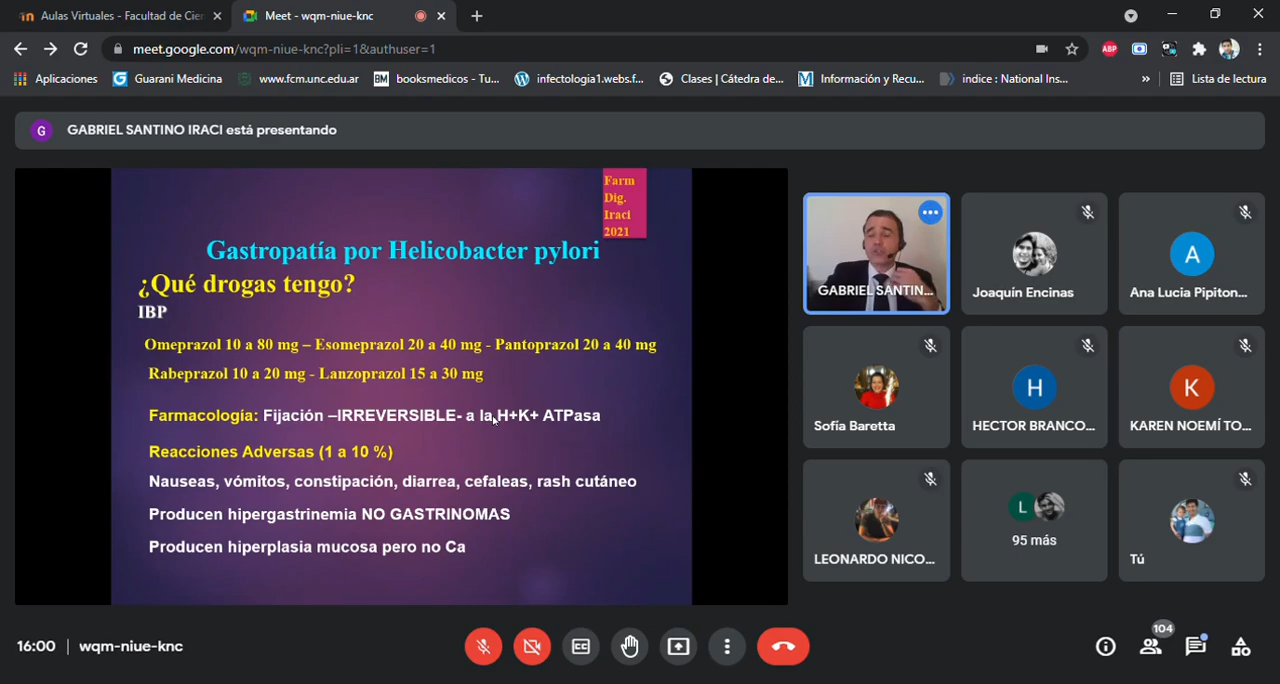 Aulas Virtuales - Facultad de Cien
Meet - wqm-niue-knc
meet.google.com/wqm-niue-knc?pli=1&authuser=1
ABP
Aplicaciones
Guarani Medicina
www.fcm.unc.edu.ar
BM
booksmedicos - Tu...
infectologia1.webs.f...
Clases | Cátedra de...
M
Información y Recu...
indice : National Ins...
»
Lista de lectura
G
GABRIEL SANTINO IRACI está presentando
Farm
Dig.
Iraci
2021
Gastropatía por Helicobacter pylori
¿Qué drogas tengo?
IBP
Omeprazol 10 a 80 mg – Esomeprazol 20 a 40 mg - Pantoprazol 20 a 40 mg
Rabeprazol 10 a 20 mg - Lanzoprazol 15 a 30 mg
Farmacología: Fijación –IRREVERSIBLE- a la H+K+ ATPasa
Reacciones Adversas (1 a 10 %)
Nauseas, vómitos, constipación, diarrea, cefaleas, rash cutáneo
Producen hipergastrinemia NO GASTRINOMAS
Producen hiperplasia mucosa pero no Ca
GABRIEL SANTIN...
Joaquín Encinas
A
Ana Lucia Pipiton...
Sofía Baretta
H
HECTOR BRANCO...
K
KAREN NOEMÍ TO...
LEONARDO NICO...
L
95 más
Tú
16:00 | wqm-niue-knc
104